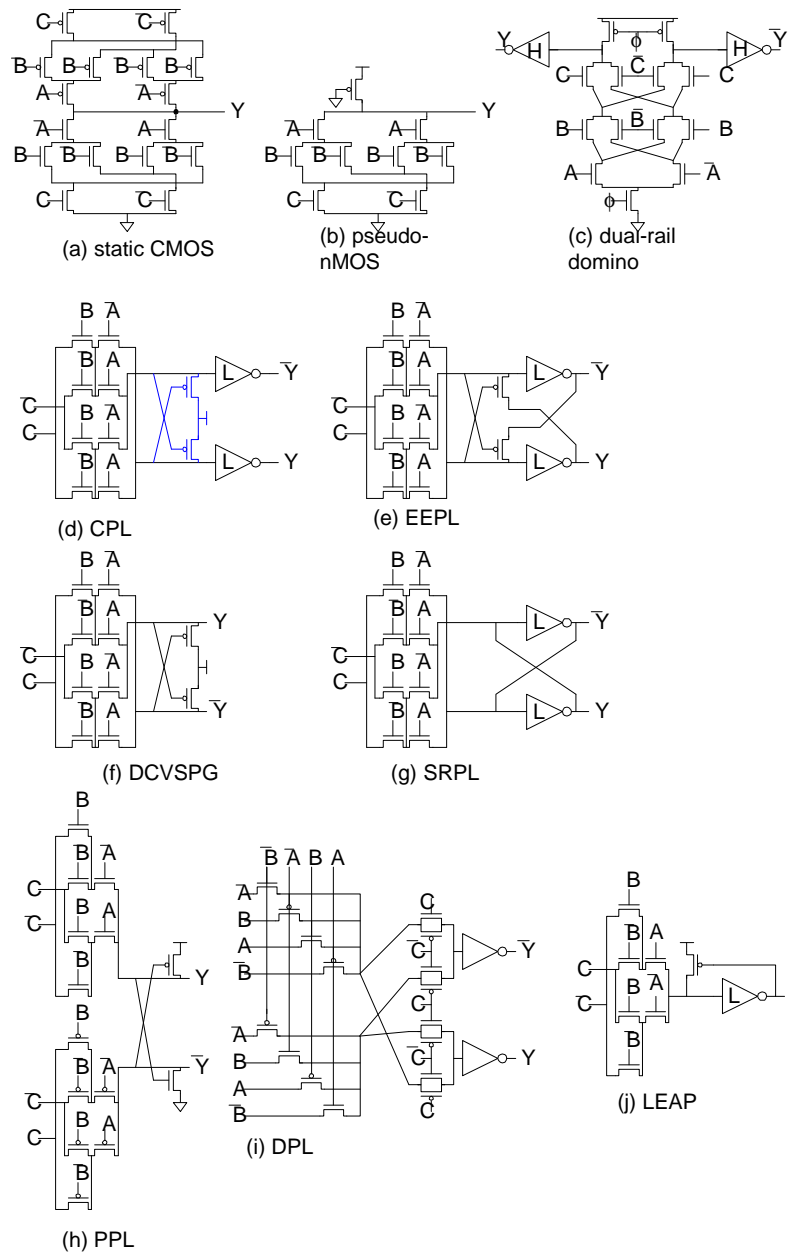 C C̅
B̅ B B̅ B
A A̅
Y
A̅ A
B B̅ B B̅
C C̅
(a) static CMOS
Y
A̅ A
B B̅ B B̅
C C̅
(b) pseudo-
nMOS
Y H ϕ H Y̅
C C̅ C
B B̅ B
A A̅
ϕ
(c) dual-rail
domino
B A̅
B̅ A
L Y̅
C̅
B A̅
C
B̅ A
L Y
(d) CPL
B A̅
B̅ A
L Y̅
C̅
B A̅
C
B̅ A
L Y
(e) EEPL
B A̅
B̅ A
Y
C̅
B A̅
C
B̅ A
Y̅
(f) DCVSPG
B A̅
B̅ A
L Y̅
C̅
B A̅
C
B̅ A
L Y
(g) SRPL
B
B̅ A̅
C
B A
C̅
B̅
Y
B
Y̅
B̅ A̅
C̅
B A
C
B̅
(h) PPL
B̅ A̅ B A
A̅
B
A
B̅
A̅
B
A
B̅
C
C̅
Y̅
C
C̅
Y
C
(i) DPL
B
B̅ A
C
B A̅
C̅
L
B̅
(j) LEAP